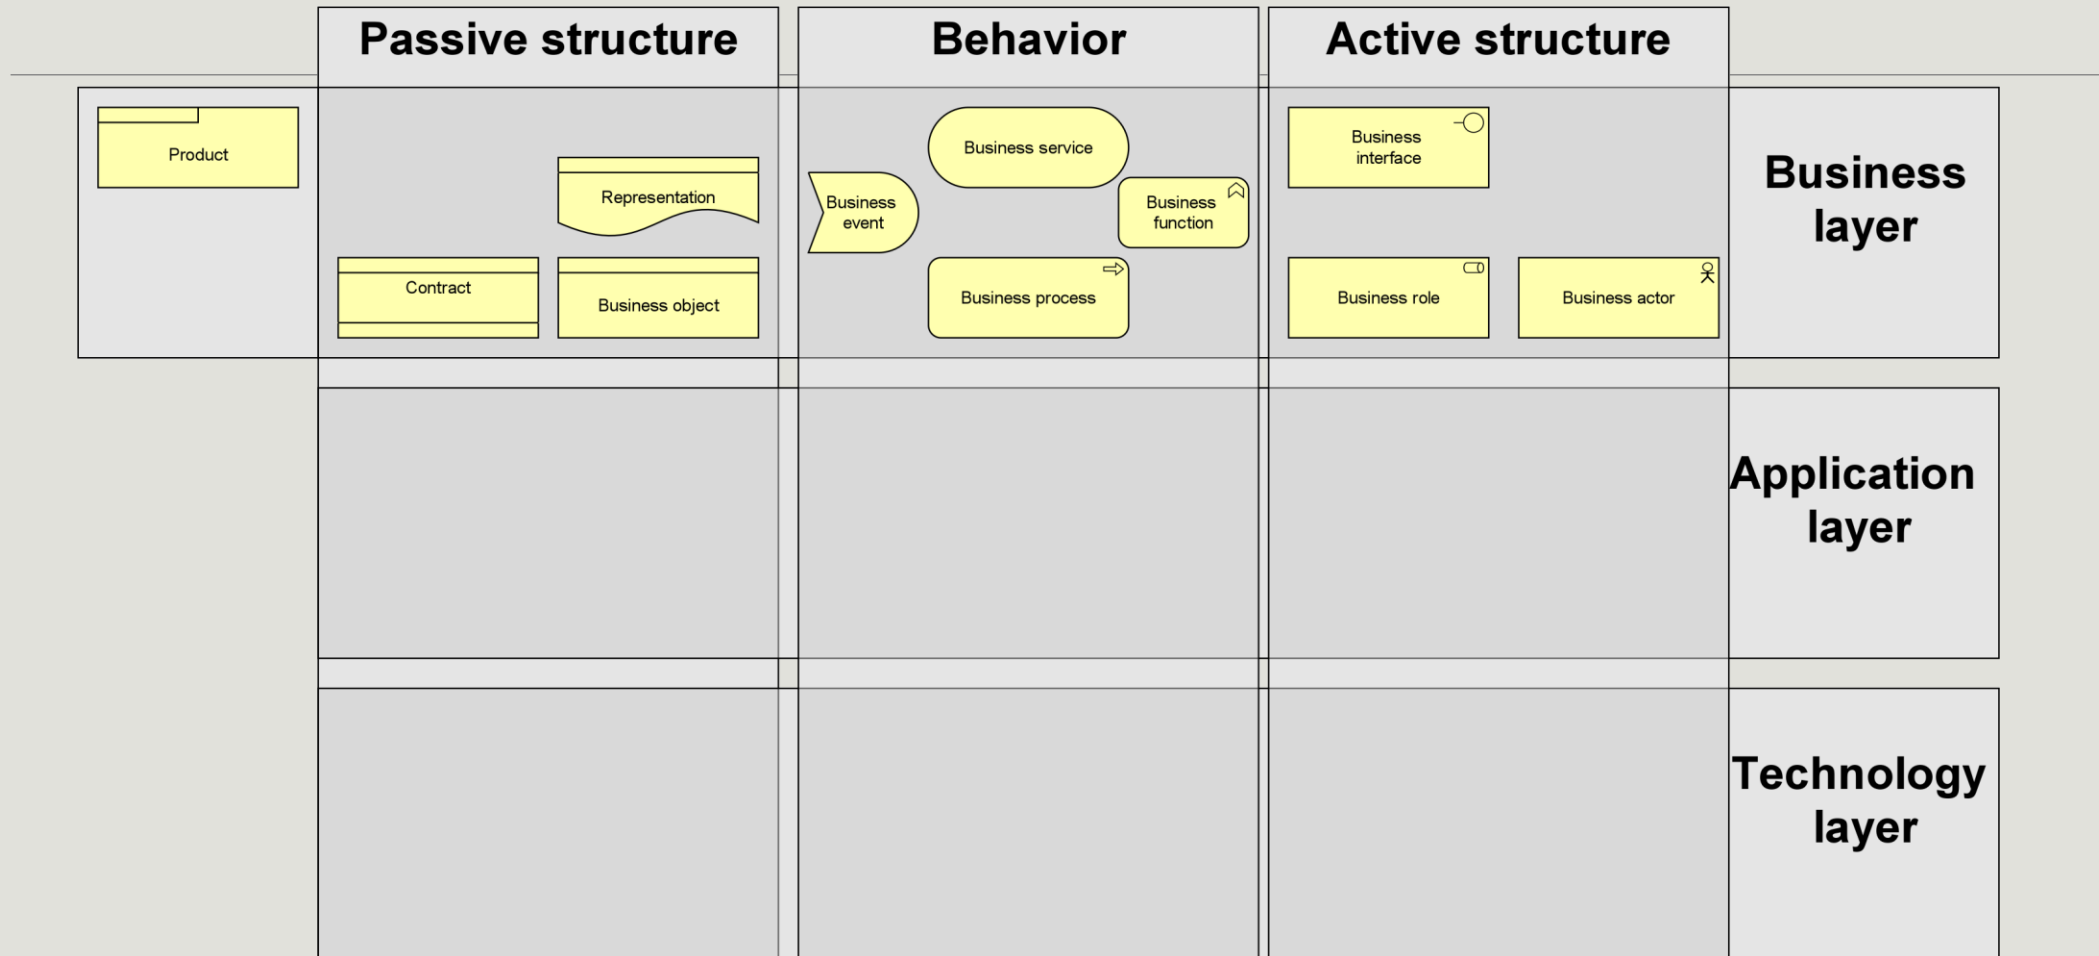 Passive structure
Behavior
Active structure
Product
Representation
Contract
Business object
Business service
Business
event
Business
function
Business process
Business
interface
Business role
Business actor
Business
layer
Application
layer
Technology
layer